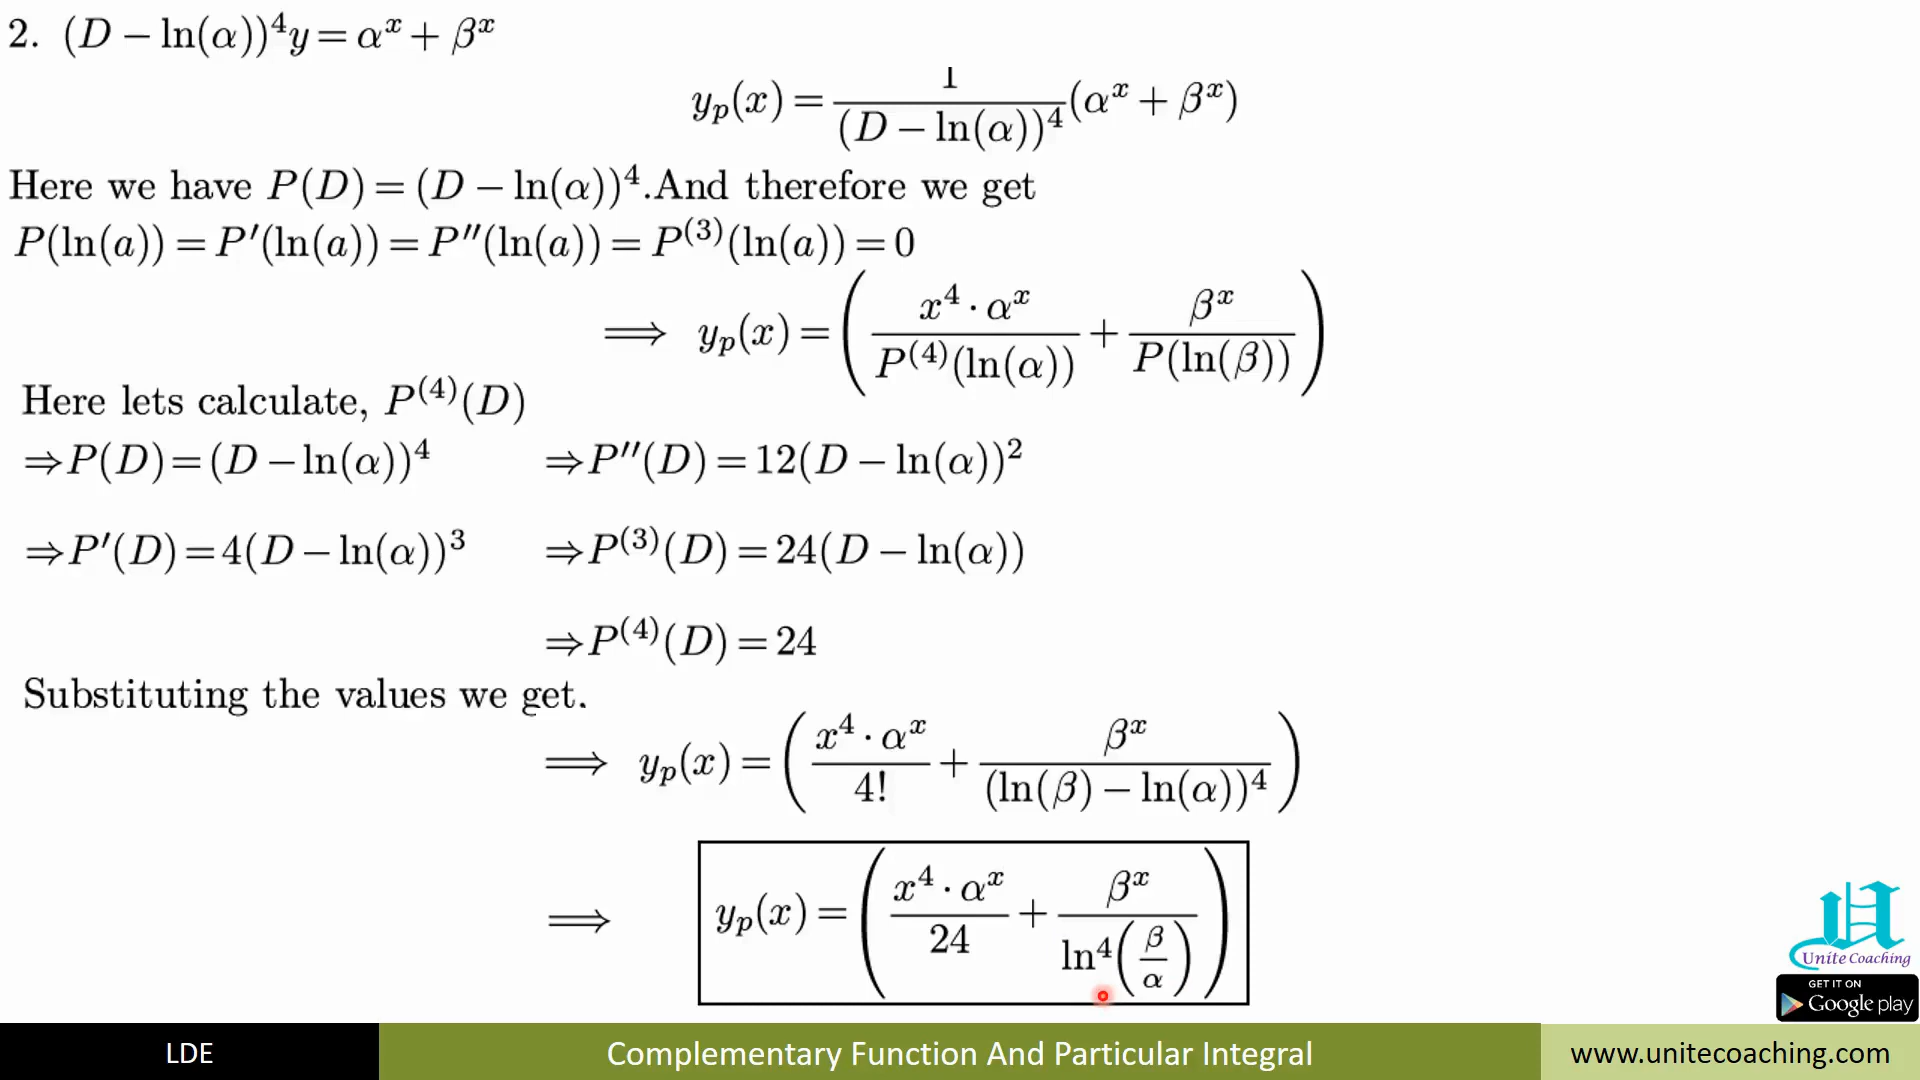 2. (D − ln(α))⁴y = αˣ + βˣ
yₚ(x) = 1/(D − ln(α))⁴ (αˣ + βˣ)
Here we have P(D) = (D − ln(α))⁴.And therefore we get
P(ln(a)) = P′(ln(a)) = P″(ln(a)) = P⁽³⁾(ln(a)) = 0
⟹ yₚ(x) = ( x⁴ · αˣ / P⁽⁴⁾(ln(α)) + βˣ / P(ln(β)) )
Here lets calculate, P⁽⁴⁾(D)
⇒P(D) = (D − ln(α))⁴ ⇒P″(D) = 12(D − ln(α))²
⇒P′(D) = 4(D − ln(α))³ ⇒P⁽³⁾(D) = 24(D − ln(α))
⇒P⁽⁴⁾(D) = 24
Substituting the values we get.
⟹ yₚ(x) = ( x⁴ · αˣ / 4! + βˣ / (ln(β) − ln(α))⁴ )
⟹ yₚ(x) = ( x⁴ · αˣ / 24 + βˣ / ln⁴(β/α) )
Unite Coaching
GET IT ON
Google play
LDE Complementary Function And Particular Integral www.unitecoaching.com